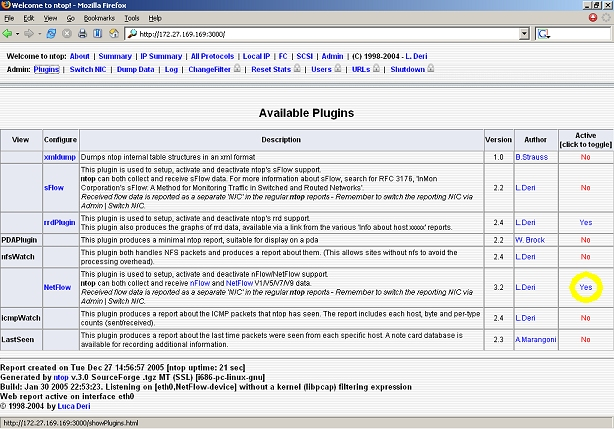 Welcome to ntop! - Mozilla Firefox
File Edit View Go Bookmarks Tools Help
http://172.27.169.169:3000/
Welcome to ntop: About | Summary | IP Summary | All Protocols | Local IP | FC | SCSI | Admin | (C) 1998-2004 - L. Deri
Admin: Plugins | Switch NIC | Dump Data | Log | ChangeFilter | Reset Stats | Users | URLs | Shutdown
Available Plugins
View Configure Description Version Author Active
[click to toggle]
xmldump Dumps ntop internal table structures in an xml format 1.0 B.Strauss No
This plugin is used to setup, activate and deactivate ntop's sFlow support.
ntop can both collect and receive sFlow data. For more information about sFlow, search for RFC 3176, 'InMon
sFlow Corporation's sFlow: A Method for Monitoring Traffic in Switched and Routed Networks'. 2.2 L.Deri No
Received flow data is reported as a separate 'NIC' in the regular ntop reports - Remember to switch the reporting NIC via
Admin | Switch NIC.
rrdPlugin This plugin is used to setup, activate and deactivate ntop's rrd support. 2.4 L.Deri Yes
This plugin also produces the graphs of rrd data, available via a link from the various 'Info about host xxxxx' reports.
PDAPlugin This plugin produces a minimal ntop report, suitable for display on a pda 2.2 W. Brock No
nfsWatch This plugin both handles NFS packets and produces a report about them. (This allows sites without nfs to avoid the 2.4 L.Deri No
processing overhead).
This plugin is used to setup, activate and deactivate nFlow/NetFlow support.
NetFlow ntop can both collect and receive nFlow and NetFlow V1/V5/V7/V9 data. 3.2 L.Deri Yes
Received flow data is reported as a separate 'NIC' in the regular ntop reports - Remember to switch the reporting NIC via
Admin | Switch NIC.
icmpWatch This plugin produces a report about the ICMP packets that ntop has seen. The report includes each host, byte and per-type 2.4 L.Deri No
counts (sent/received).
LastSeen This plugin produces a report about the last time packets were seen from each specific host. A note card database is 2.3 A.Marangoni No
available for recording additional information.
Report created on Tue Dec 27 14:56:57 2005 [ntop uptime: 21 sec]
Generated by ntop v.3.0 SourceForge .tgz MT (SSL) [i686-pc-linux-gnu]
Build: Jan 30 2005 22:53:23. Listening on [eth0,NetFlow-device] without a kernel (libpcap) filtering expression
Web report active on interface eth0
© 1998-2004 by Luca Deri
http://172.27.169.169:3000/showPlugins.html